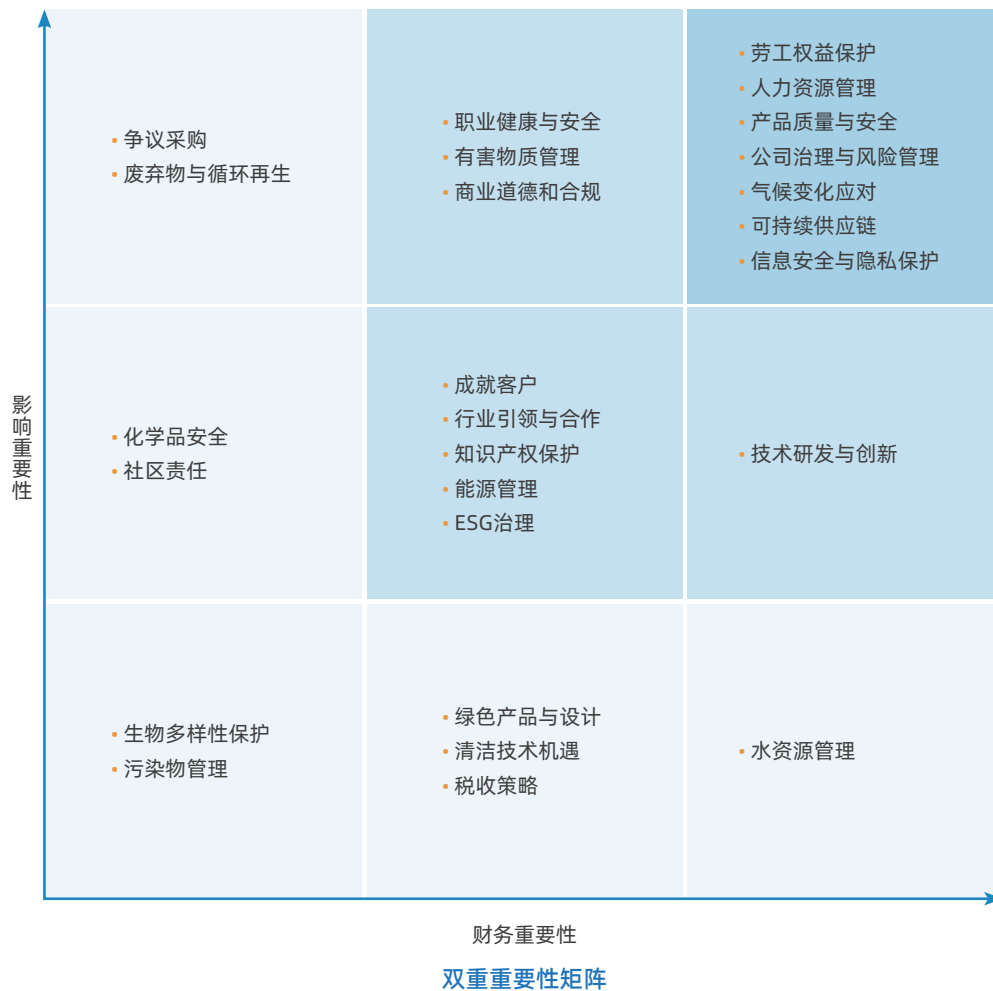 • 争议采购
• 废弃物与循环再生
• 职业健康与安全
• 有害物质管理
• 商业道德和合规
• 劳工权益保护
• 人力资源管理
• 产品质量与安全
• 公司治理与风险管理
• 气候变化应对
• 可持续供应链
• 信息安全与隐私保护
影响重要性
• 化学品安全
• 社区责任
• 成就客户
• 行业引领与合作
• 知识产权保护
• 能源管理
• ESG治理
• 技术研发与创新
• 生物多样性保护
• 污染物管理
• 绿色产品与设计
• 清洁技术机遇
• 税收策略
• 水资源管理
财务重要性
双重重要性矩阵